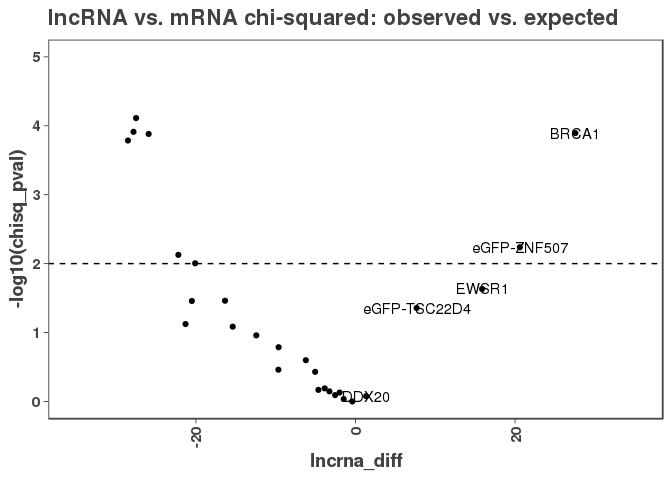 lncRNA vs. mRNA chi-squared: observed vs. expected
5
4
3
2
1
0
-log10(chisq_pval)
BRCA1
eGFP-ZNF507
EWSR1
eGFP-TSC22D4
DDX20
-20
0
20
lncrna_diff